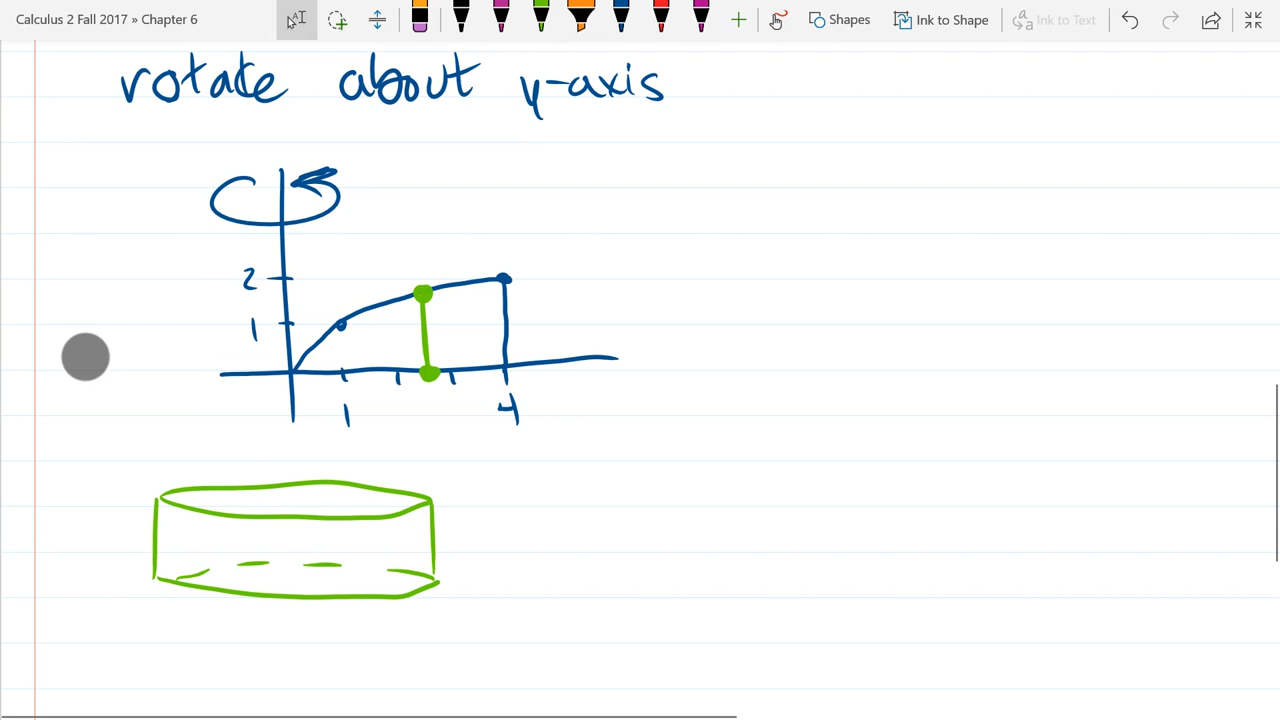 Calculus 2 Fall 2017 » Chapter 6
Shapes
Ink to Shape
Ink to Text
rotate about y-axis
2
1
1
4